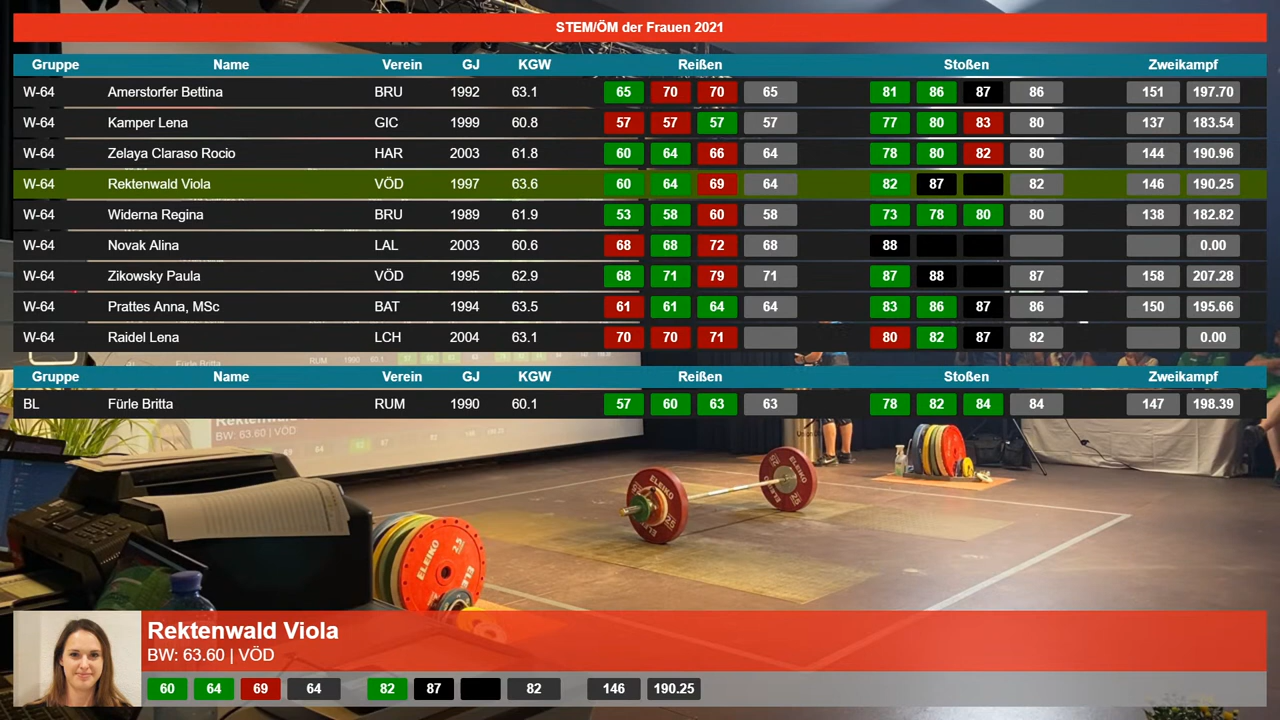 STEM/ÖM der Frauen 2021
Gruppe Name Verein GJ KGW Reißen Stoßen Zweikampf
W-64 Amerstorfer Bettina BRU 1992 63.1 65 70 70 65 81 86 87 86 151 197.70
W-64 Kamper Lena GIC 1999 60.8 57 57 57 57 77 80 83 80 137 183.54
W-64 Zelaya Claraso Rocio HAR 2003 61.8 60 64 66 64 78 80 82 80 144 190.96
W-64 Rektenwald Viola VÖD 1997 63.6 60 64 69 64 82 87 82 146 190.25
W-64 Widerna Regina BRU 1989 61.9 53 58 60 58 73 78 80 80 138 182.82
W-64 Novak Alina LAL 2003 60.6 68 68 72 68 88 0.00
W-64 Zikowsky Paula VÖD 1995 62.9 68 71 79 71 87 88 87 158 207.28
W-64 Prattes Anna, MSc BAT 1994 63.5 61 61 64 64 83 86 87 86 150 195.66
W-64 Raidel Lena LCH 2004 63.1 70 70 71 80 82 87 82 0.00
Gruppe Name Verein GJ KGW Reißen Stoßen Zweikampf
BL Fürle Britta RUM 1990 60.1 57 60 63 63 78 82 84 84 147 198.39
Rektenwald
BW: 63.60 | VÖD
ELEIKO
ELEIKO
25
ELEIKO
2.5
Rektenwald Viola
BW: 63.60 | VÖD
60 64 69 64 82 87 82 146 190.25